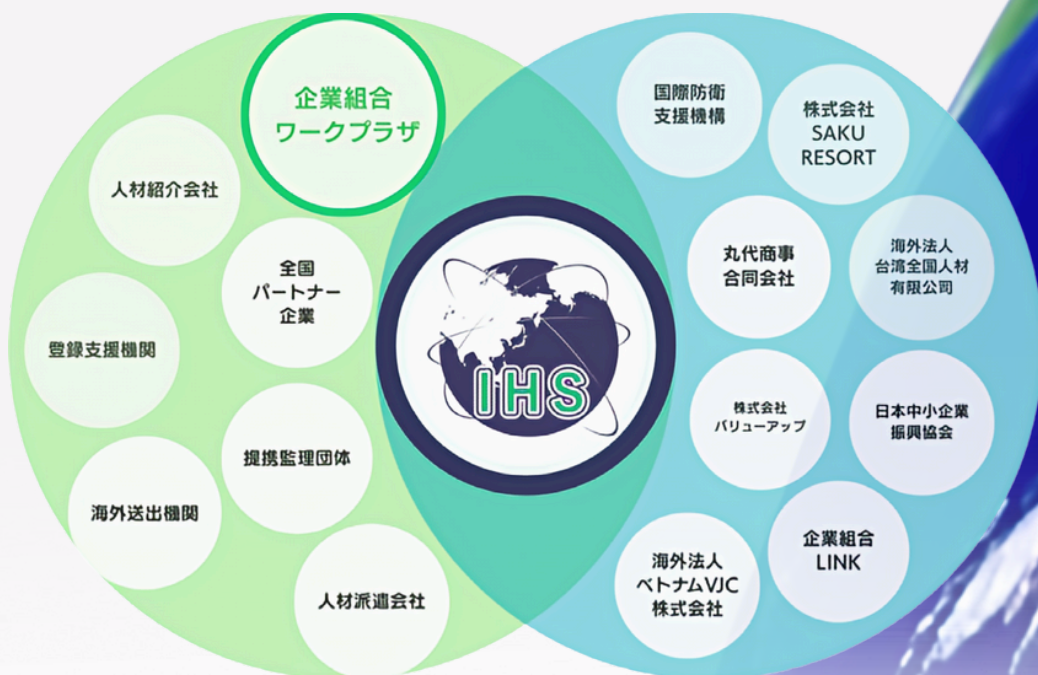 企業組合
ワークプラザ
人材紹介会社
全国
パートナー
企業
登録支援機関
提携監理団体
海外送出機関
人材派遣会社
IHS
国際防衛
支援機構
株式会社
SAKU
RESORT
丸代商事
合同会社
海外法人
台湾全国人材
有限公司
株式会社
バリューアップ
日本中小企業
振興協会
企業組合
LINK
海外法人
ベトナムVJC
株式会社